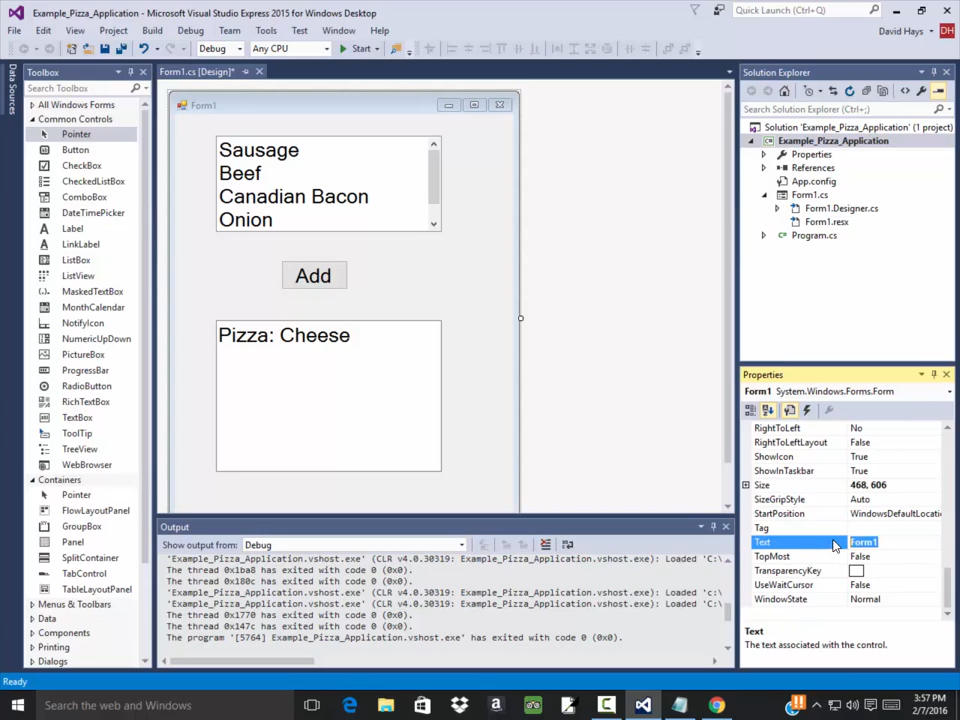 Example_Pizza_Application - Microsoft Visual Studio Express 2015 for Windows Desktop
Quick Launch (Ctrl+;)
File Edit View Project Build Debug Team Tools Test Window Help
David Hays DH
Debug Any CPU Start
Data Sources
Toolbox
Search Toolbox
All Windows Forms
Common Controls
Pointer
Button
CheckBox
CheckedListBox
ComboBox
DateTimePicker
Label
LinkLabel
ListBox
ListView
MaskedTextBox
MonthCalendar
NotifyIcon
NumericUpDown
PictureBox
ProgressBar
RadioButton
RichTextBox
TextBox
ToolTip
TreeView
WebBrowser
Containers
Pointer
FlowLayoutPanel
GroupBox
Panel
SplitContainer
TabControl
TableLayoutPanel
Menus & Toolbars
Data
Components
Printing
Dialogs
Form1.cs [Design]*
Form1
Sausage
Beef
Canadian Bacon
Onion
Add
Pizza: Cheese
Output
Show output from: Debug
'Example_Pizza_Application.vshost.exe' (CLR v4.0.30319: Example_Pizza_Application.vshost.exe): Loaded 'C:\
The thread 0x1ba8 has exited with code 0 (0x0).
The thread 0x180c has exited with code 0 (0x0).
'Example_Pizza_Application.vshost.exe' (CLR v4.0.30319: Example_Pizza_Application.vshost.exe): Loaded 'c:\
'Example_Pizza_Application.vshost.exe' (CLR v4.0.30319: Example_Pizza_Application.vshost.exe): Loaded 'C:\
The thread 0x1170 has exited with code 0 (0x0).
The thread 0x147c has exited with code 0 (0x0).
The program '[5764] Example_Pizza_Application.vshost.exe' has exited with code 0 (0x0).
Solution Explorer
Search Solution Explorer (Ctrl+;)
Solution 'Example_Pizza_Application' (1 project)
Example_Pizza_Application
Properties
References
App.config
Form1.cs
Form1.Designer.cs
Form1.resx
Program.cs
Properties
Form1 System.Windows.Forms.Form
RightToLeft No
RightToLeftLayout False
ShowIcon True
ShowInTaskbar True
Size 468, 606
SizeGripStyle Auto
StartPosition WindowsDefaultLocati
Tag
Text Form1
TopMost False
TransparencyKey
UseWaitCursor False
WindowState Normal
Text
The text associated with the control.
Ready
Search the web and Windows
3:57 PM
2/7/2016